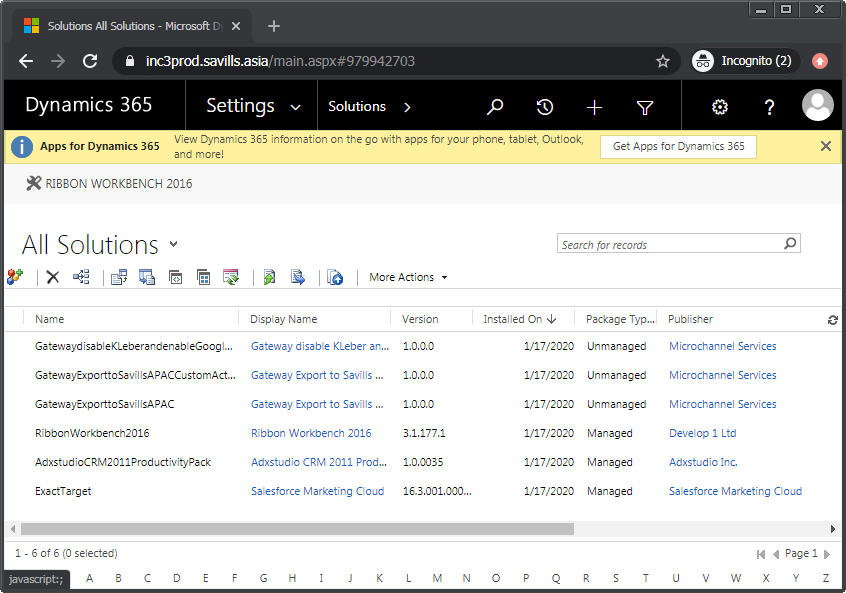 Solutions All Solutions - Microsoft D
inc3prod.savills.asia/main.aspx#979942703
Incognito (2)
Dynamics 365
Settings
Solutions
Apps for Dynamics 365
View Dynamics 365 information on the go with apps for your phone, tablet, Outlook,
and more!
Get Apps for Dynamics 365
RIBBON WORKBENCH 2016
All Solutions
Search for records
More Actions
Name Display Name Version Installed On Package Typ... Publisher
GatewaydisableKLeberandenableGoogl... Gateway disable KLeber an... 1.0.0.0 1/17/2020 Unmanaged Microchannel Services
GatewayExporttoSavillsAPACCustomAct... Gateway Export to Savills ... 1.0.0.0 1/17/2020 Unmanaged Microchannel Services
GatewayExporttoSavillsAPAC Gateway Export to Savills ... 1.0.0.0 1/17/2020 Unmanaged Microchannel Services
RibbonWorkbench2016 Ribbon Workbench 2016 3.1.177.1 1/17/2020 Managed Develop 1 Ltd
AdxstudioCRM2011ProductivityPack Adxstudio CRM 2011 Prod... 1.0.0035 1/17/2020 Managed Adxstudio Inc.
ExactTarget Salesforce Marketing Cloud 16.3.001.000... 1/17/2020 Managed Salesforce Marketing Cloud
1 - 6 of 6 (0 selected) Page 1
javascript:; A B C D E F G H I J K L M N O P Q R S T U V W X Y Z